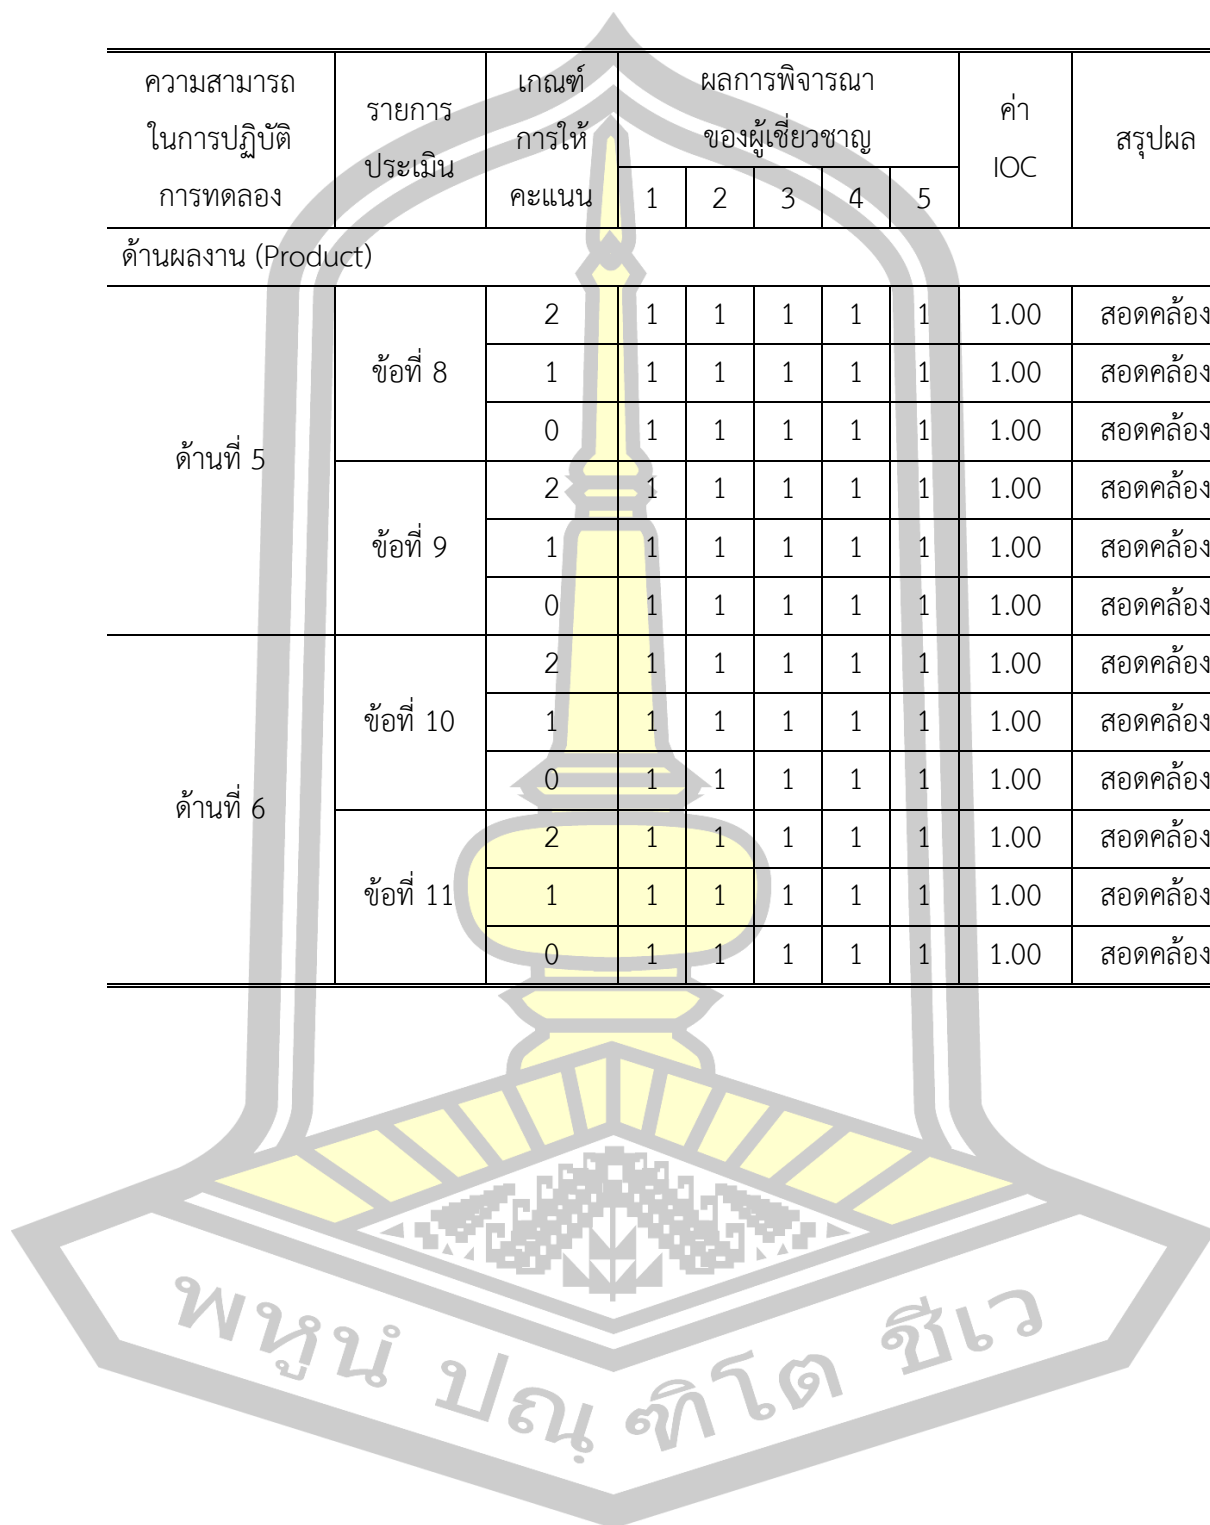 ความสามารถ
ในการปฏิบัติ
การทดลอง
รายการ
ประเมิน
เกณฑ์
การให้
คะแนน
ผลการพิจารณา
ของผู้เชี่ยวชาญ
1 2 3 4 5
ค่า
IOC
สรุปผล
ด้านผลงาน (Product)
ด้านที่ 5
ข้อที่ 8
2 1 1 1 1 1 1.00 สอดคล้อง
1 1 1 1 1 1 1.00 สอดคล้อง
0 1 1 1 1 1 1.00 สอดคล้อง
ข้อที่ 9
2 1 1 1 1 1 1.00 สอดคล้อง
1 1 1 1 1 1 1.00 สอดคล้อง
0 1 1 1 1 1 1.00 สอดคล้อง
ด้านที่ 6
ข้อที่ 10
2 1 1 1 1 1 1.00 สอดคล้อง
1 1 1 1 1 1 1.00 สอดคล้อง
0 1 1 1 1 1 1.00 สอดคล้อง
ข้อที่ 11
2 1 1 1 1 1 1.00 สอดคล้อง
1 1 1 1 1 1 1.00 สอดคล้อง
0 1 1 1 1 1 1.00 สอดคล้อง
พหูนํ ปณฺฑิโต ชีเว